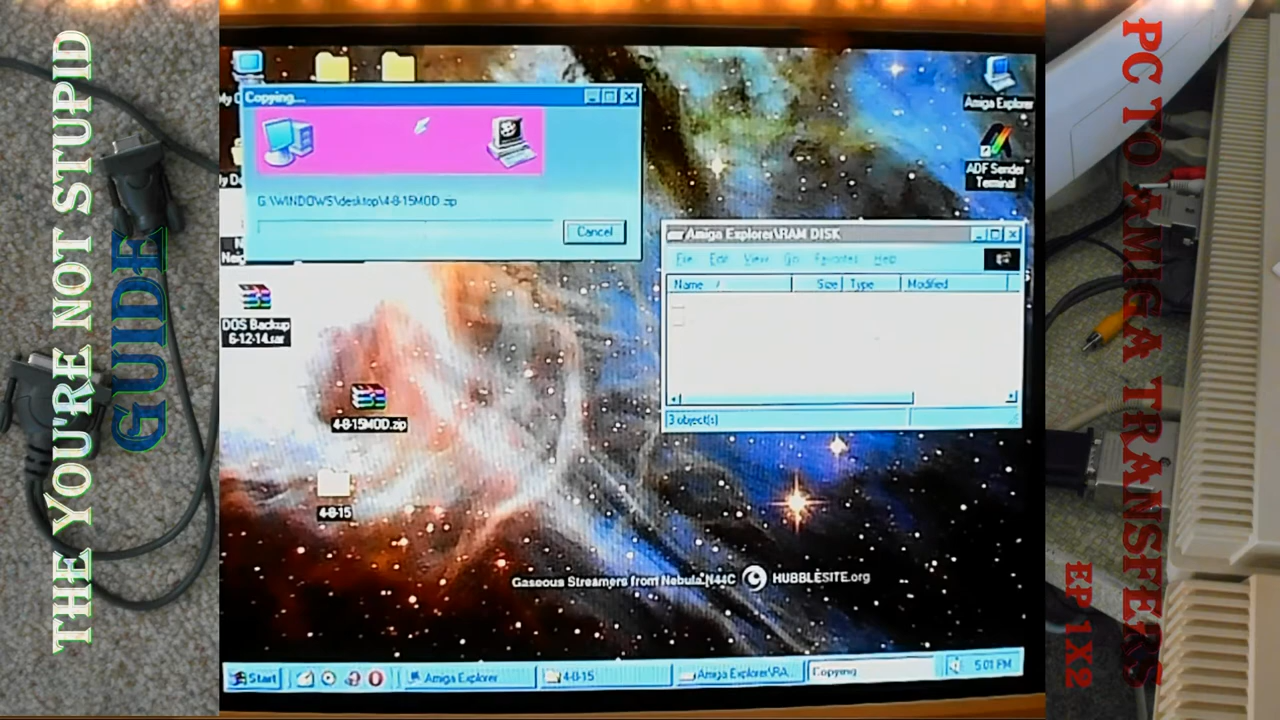 THE YOU'RE NOT STUPID
GUIDE
Copying...
G:\WINDOWS\desktop\4-8-15MOD.zip
Cancel
Amiga Explorer
ADF Sender
Terminal
Amiga Explorer\RAM DISK
File Edit View Go Favorites Help
Name / Size Type Modified
3 object(s)
DOS Backup
6-12-14.rar
4-8-15MOD.zip
4-8-15
Gaseous Streamers from Nebula N44C HUBBLESITE.org
Start Amiga Explorer 4-8-15 Amiga Explorer\RA... Copying 5:01 PM
PC TO AMIGA TRANSFERS
EP 1X2